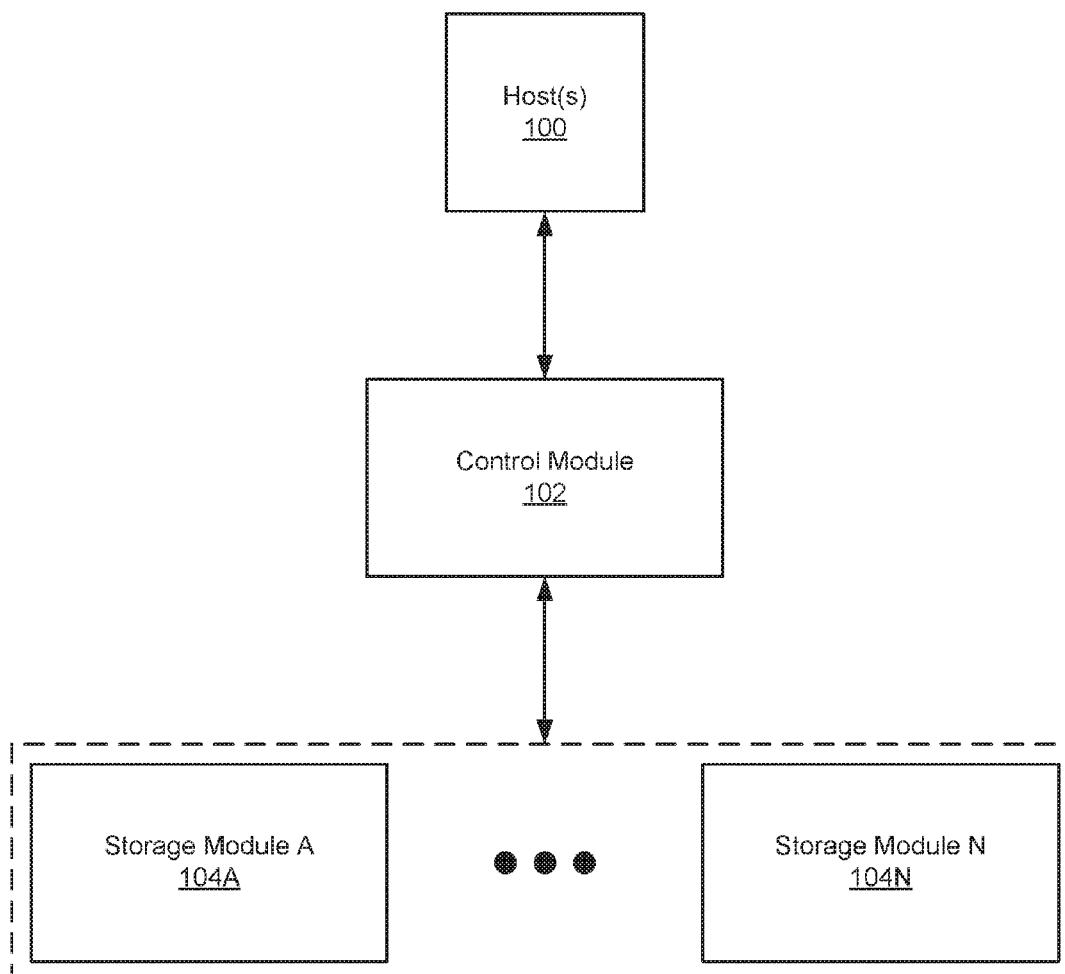 Host(s)
100
Control Module
102
Storage Module A
104A
Storage Module N
104N